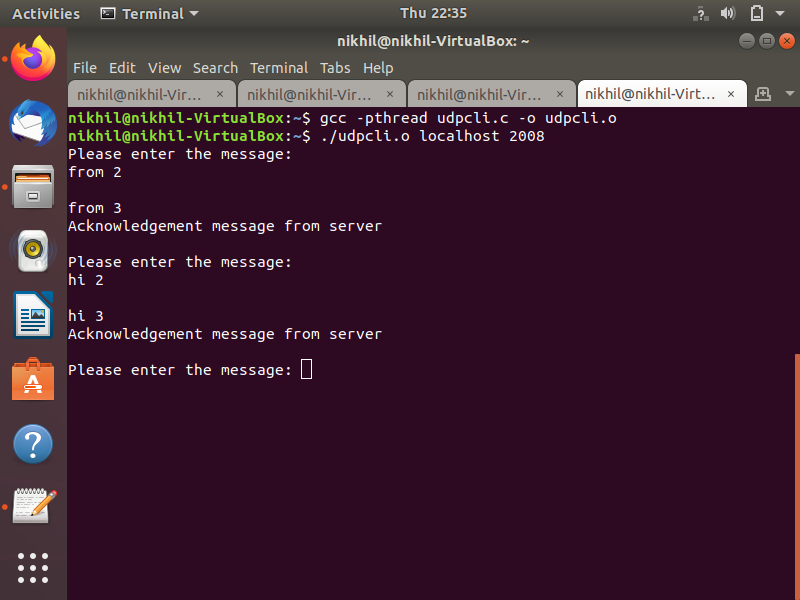 Activities Terminal Thu 22:35
nikhil@nikhil-VirtualBox: ~
File Edit View Search Terminal Tabs Help
nikhil@nikhil-Vir... × nikhil@nikhil-Vir... × nikhil@nikhil-Vir... × nikhil@nikhil-Virt... ×
nikhil@nikhil-VirtualBox:~$ gcc -pthread udpcli.c -o udpcli.o
nikhil@nikhil-VirtualBox:~$ ./udpcli.o localhost 2008
Please enter the message:
from 2
from 3
Acknowledgement message from server
Please enter the message:
hi 2
hi 3
Acknowledgement message from server
Please enter the message: